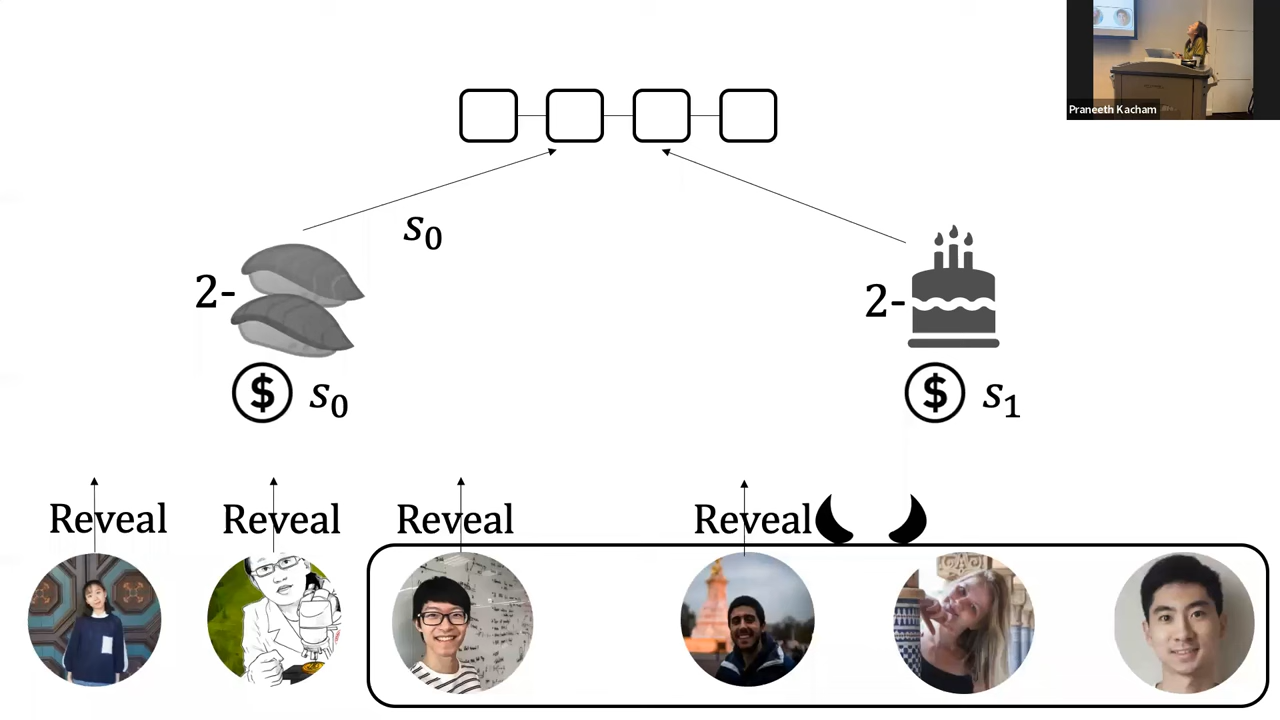 Praneeth Kacham
s₀
2-
2-
$ s₀
$ s₁
Reveal Reveal Reveal Reveal